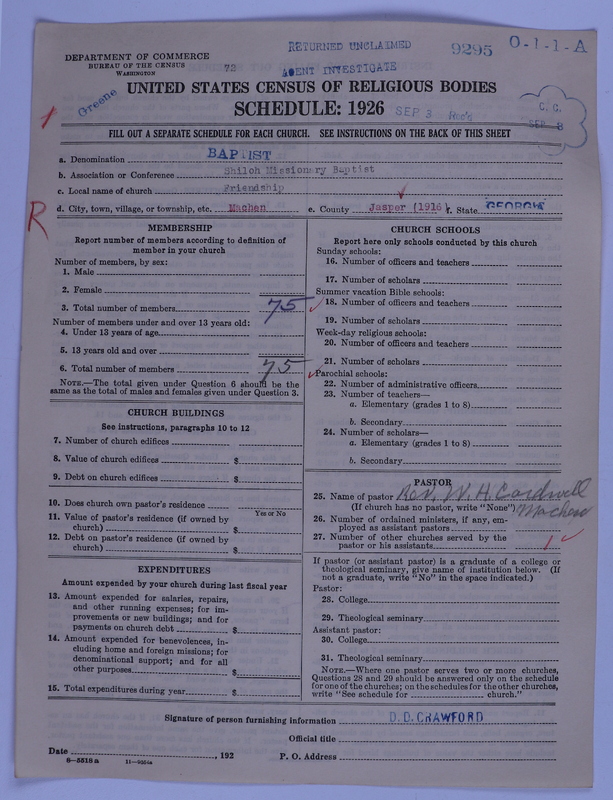 RETURNED UNCLAIMED
9295
O-1-1-A
DEPARTMENT OF COMMERCE
BUREAU OF THE CENSUS
WASHINGTON
72
AGENT INVESTIGATE
Greene
UNITED STATES CENSUS OF RELIGIOUS BODIES
SCHEDULE: 1926
SEP 3 Rec'd
C. C.
SEP 8
FILL OUT A SEPARATE SCHEDULE FOR EACH CHURCH. SEE INSTRUCTIONS ON THE BACK OF THIS SHEET
a. Denomination BAPTIST
b. Association or Conference Shiloh Missionary Baptist
c. Local name of church Friendship
d. City, town, village, or township, etc. Machen e. County Jasper (1916) f. State GEORGIA
R
MEMBERSHIP
Report number of members according to definition of
member in your church
Number of members, by sex:
1. Male
2. Female
3. Total number of members 75
Number of members under and over 13 years old:
4. Under 13 years of age
5. 13 years old and over
6. Total number of members 75
NOTE.—The total given under Question 6 should be the
same as the total of males and females given under Question 3.
CHURCH BUILDINGS
See instructions, paragraphs 10 to 12
7. Number of church edifices
8. Value of church edifices $
9. Debt on church edifices $
10. Does church own pastor's residence
Yes or No
11. Value of pastor's residence (if owned by
church) $
12. Debt on pastor's residence (if owned by
church) $
EXPENDITURES
Amount expended by your church during last fiscal year
13. Amount expended for salaries, repairs,
and other running expenses; for im-
provements or new buildings; and for
payments on church debt $
14. Amount expended for benevolences, in-
cluding home and foreign missions; for
denominational support; and for all
other purposes $
15. Total expenditures during year $
CHURCH SCHOOLS
Report here only schools conducted by this church
Sunday schools:
16. Number of officers and teachers
17. Number of scholars
Summer vacation Bible schools:
18. Number of officers and teachers
19. Number of scholars
Week-day religious schools:
20. Number of officers and teachers
21. Number of scholars
Parochial schools:
22. Number of administrative officers
23. Number of teachers—
a. Elementary (grades 1 to 8)
b. Secondary
24. Number of scholars—
a. Elementary (grades 1 to 8)
b. Secondary
PASTOR
25. Name of pastor Rev. W. H. Cardwell
(If church has no pastor, write "None") Machen
26. Number of ordained ministers, if any, em-
ployed as assistant pastors
27. Number of other churches served by the
pastor or his assistants 1
If pastor (or assistant pastor) is a graduate of a college or
theological seminary, give name of institution below. (If
not a graduate, write "No" in the space indicated.)
Pastor:
28. College
29. Theological seminary
Assistant pastor:
30. College
31. Theological seminary
NOTE.—Where one pastor serves two or more churches,
Questions 28 and 29 should be answered only on the schedule
for one of the churches; on the schedules for the other churches,
write "See schedule for church."
Signature of person furnishing information D. D. CRAWFORD
Official title
Date , 192 P. O. Address
8—5518a 11—9554a